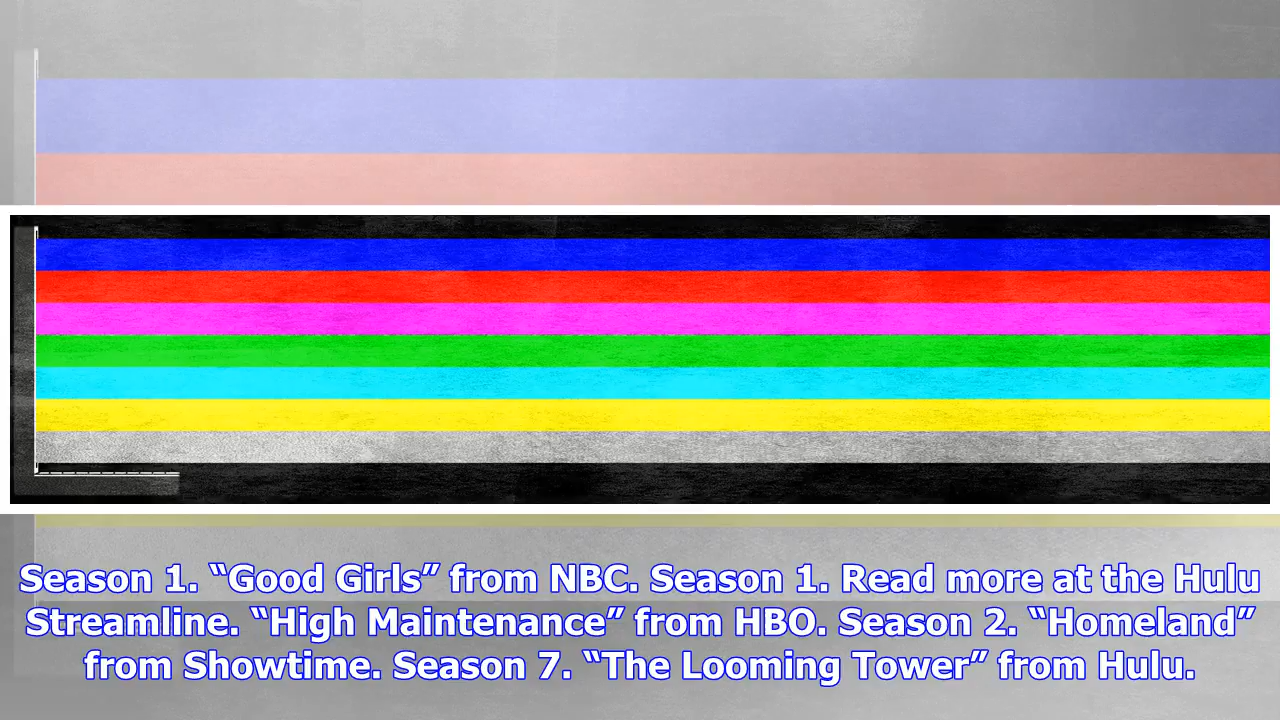 Season 1. “Good Girls” from NBC. Season 1. Read more at the Hulu
Streamline. “High Maintenance” from HBO. Season 2. “Homeland”
from Showtime. Season 7. “The Looming Tower” from Hulu.